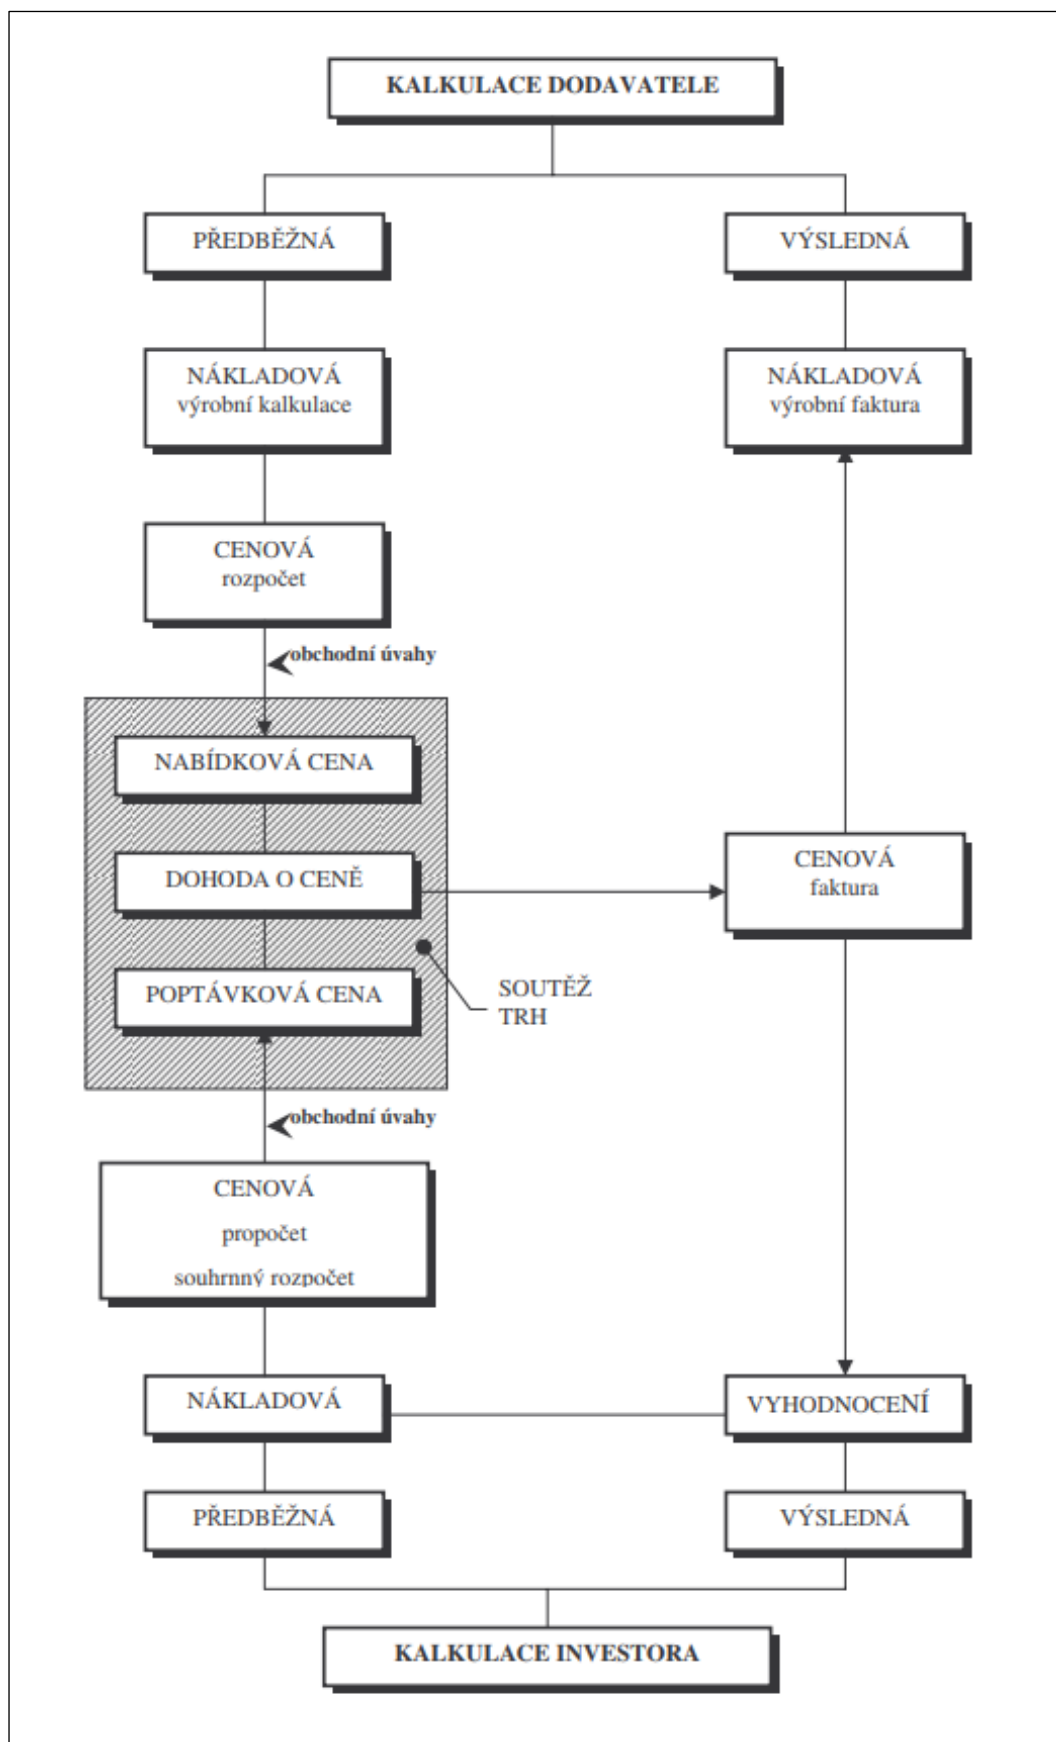 KALKULACE DODAVATELE
PŘEDBĚŽNÁ
VÝSLEDNÁ
NÁKLADOVÁ
výrobní kalkulace
NÁKLADOVÁ
výrobní faktura
CENOVÁ
rozpočet
obchodní úvahy
NABÍDKOVÁ CENA
DOHODA O CENĚ
CENOVÁ
faktura
POPTÁVKOVÁ CENA
SOUTĚŽ
TRH
obchodní úvahy
CENOVÁ
propočet
souhrnný rozpočet
NÁKLADOVÁ
VYHODNOCENÍ
PŘEDBĚŽNÁ
VÝSLEDNÁ
KALKULACE INVESTORA